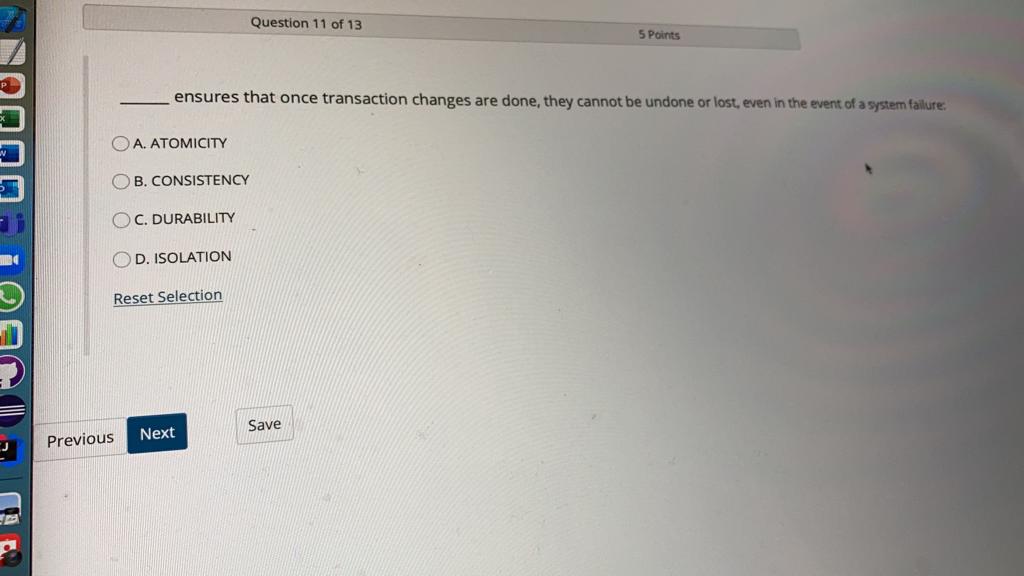 Question 11 of 13
5 Points
______ ensures that once transaction changes are done, they cannot be undone or lost, even in the event of a system failure:
A. ATOMICITY
B. CONSISTENCY
C. DURABILITY
D. ISOLATION
Reset Selection
Previous
Next
Save